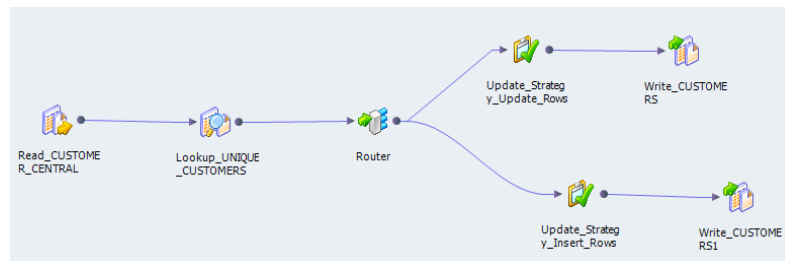 Update_Strateg
y_Update_Rows
Write_CUSTOME
RS
Read_CUSTOME
R_CENTRAL
Lookup_UNIQUE
_CUSTOMERS
Router
Update_Strateg
y_Insert_Rows
Write_CUSTOME
RS1